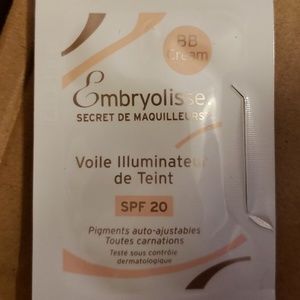 BB
Cream
Embryolisse
SECRET DE MAQUILLEURS
Voile Illuminateur
de Teint
SPF 20
Pigments auto-ajustables
Toutes carnations
Testé sous contrôle
dermatologique